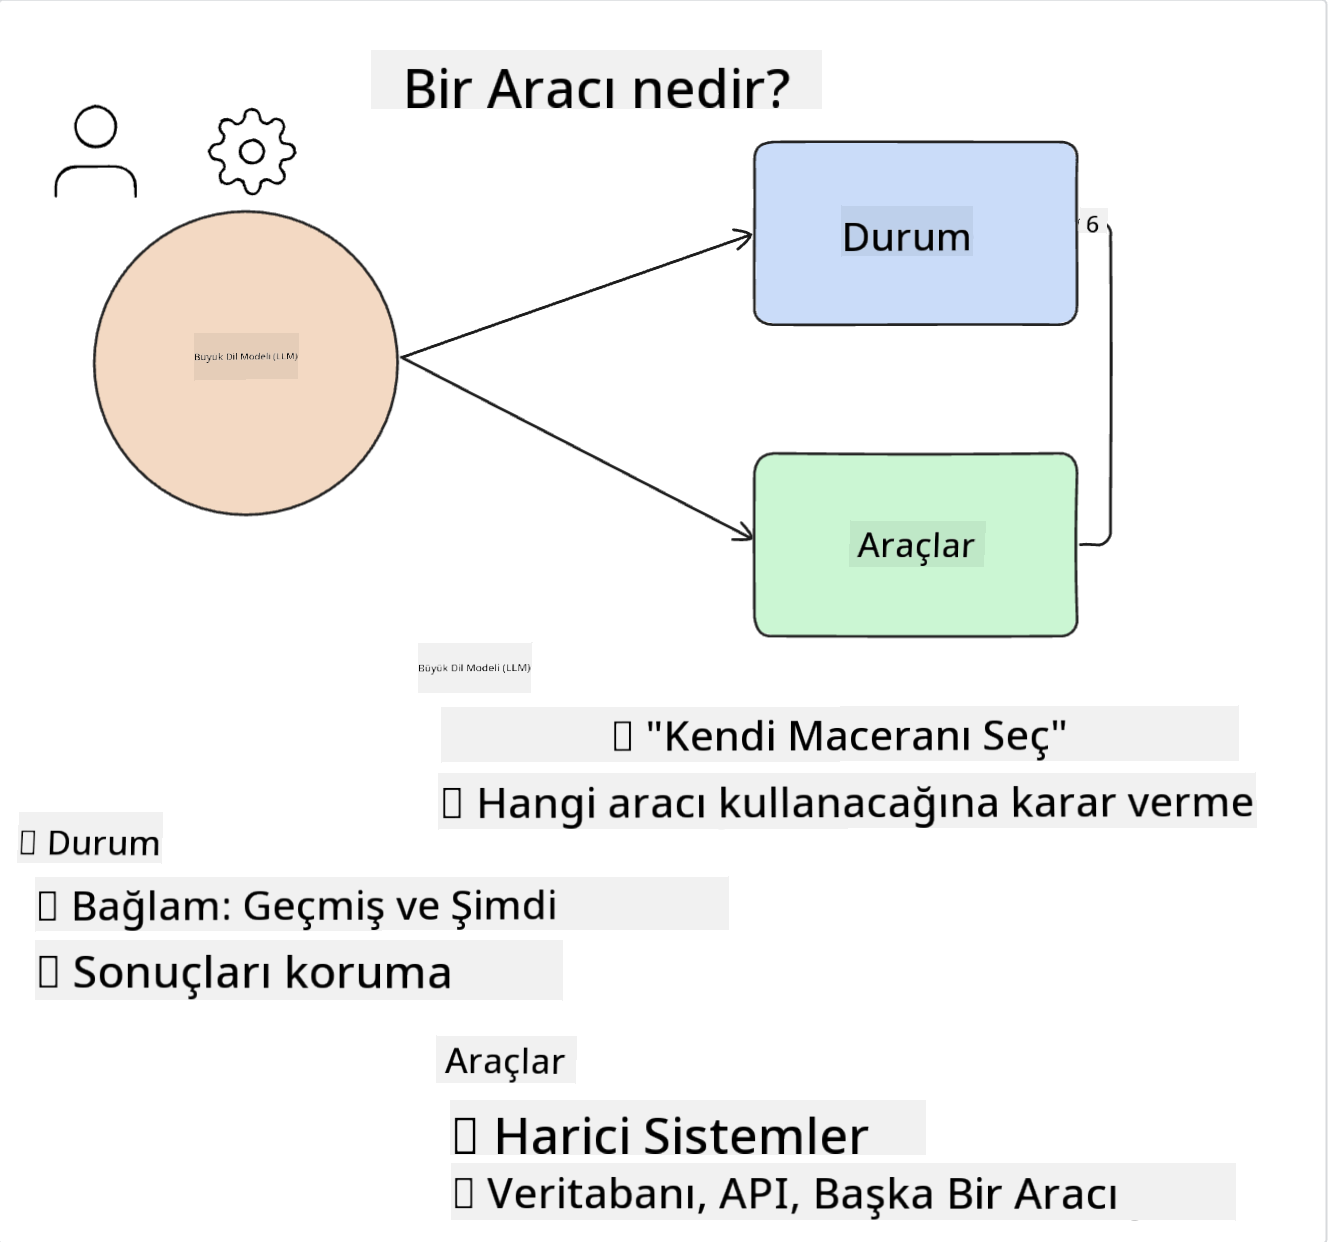 Bir Aracı nedir?
Durum
6
Büyük Dil Modeli (LLM)
Araçlar
Büyük Dil Modeli (LLM)
"Kendi Maceranı Seç"
Hangi aracı kullanacağına karar verme
Durum
Bağlam: Geçmiş ve Şimdi
Sonuçları koruma
Araçlar
Harici Sistemler
Veritabanı, API, Başka Bir Aracı